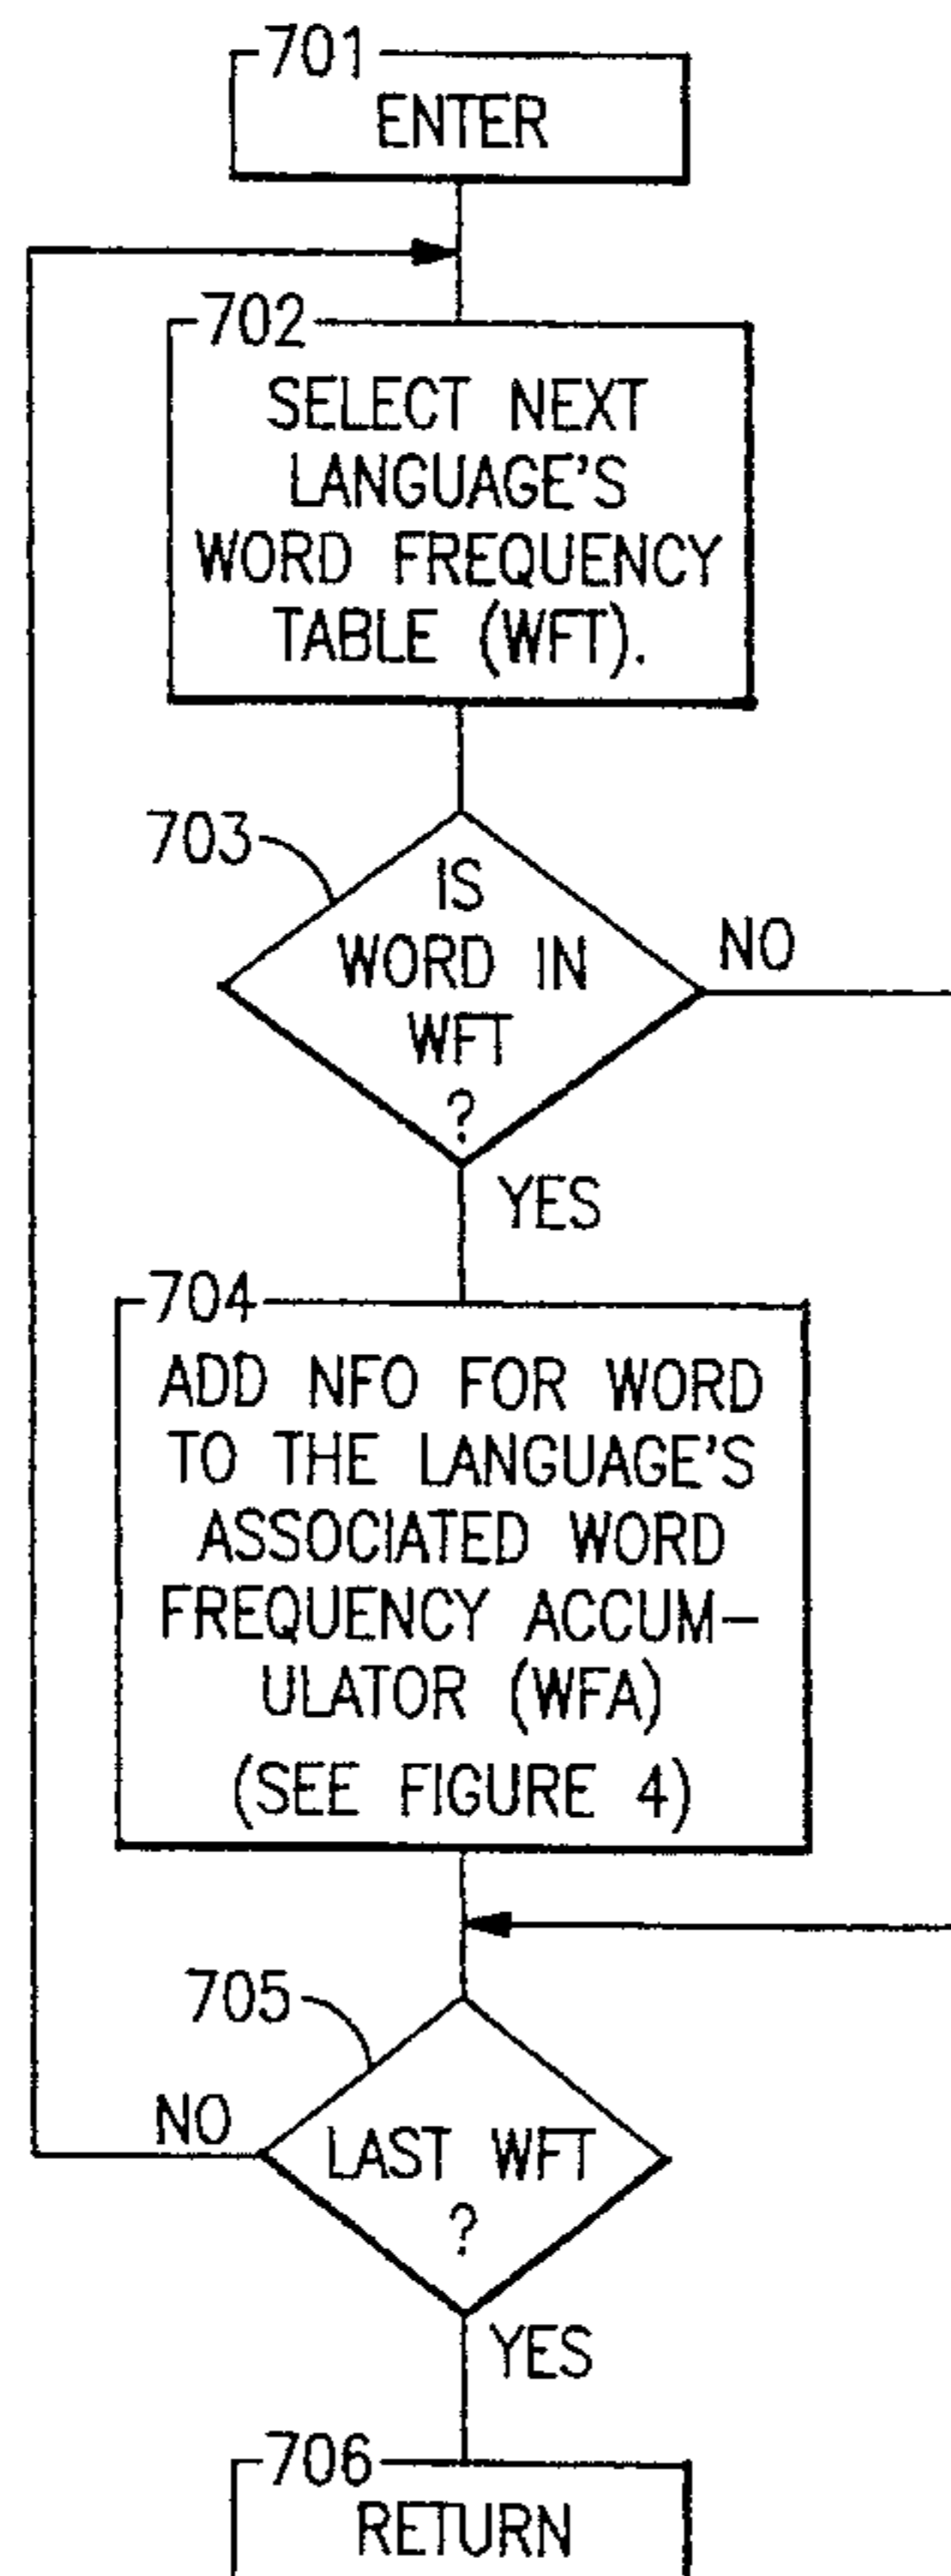 701
ENTER
702
SELECT NEXT
LANGUAGE'S
WORD FREQUENCY
TABLE (WFT).
703
IS
WORD IN
WFT
?
NO
YES
704
ADD NFO FOR WORD
TO THE LANGUAGE'S
ASSOCIATED WORD
FREQUENCY ACCUM-
ULATOR (WFA)
(SEE FIGURE 4)
705
NO
LAST WFT
?
YES
706
RETURN